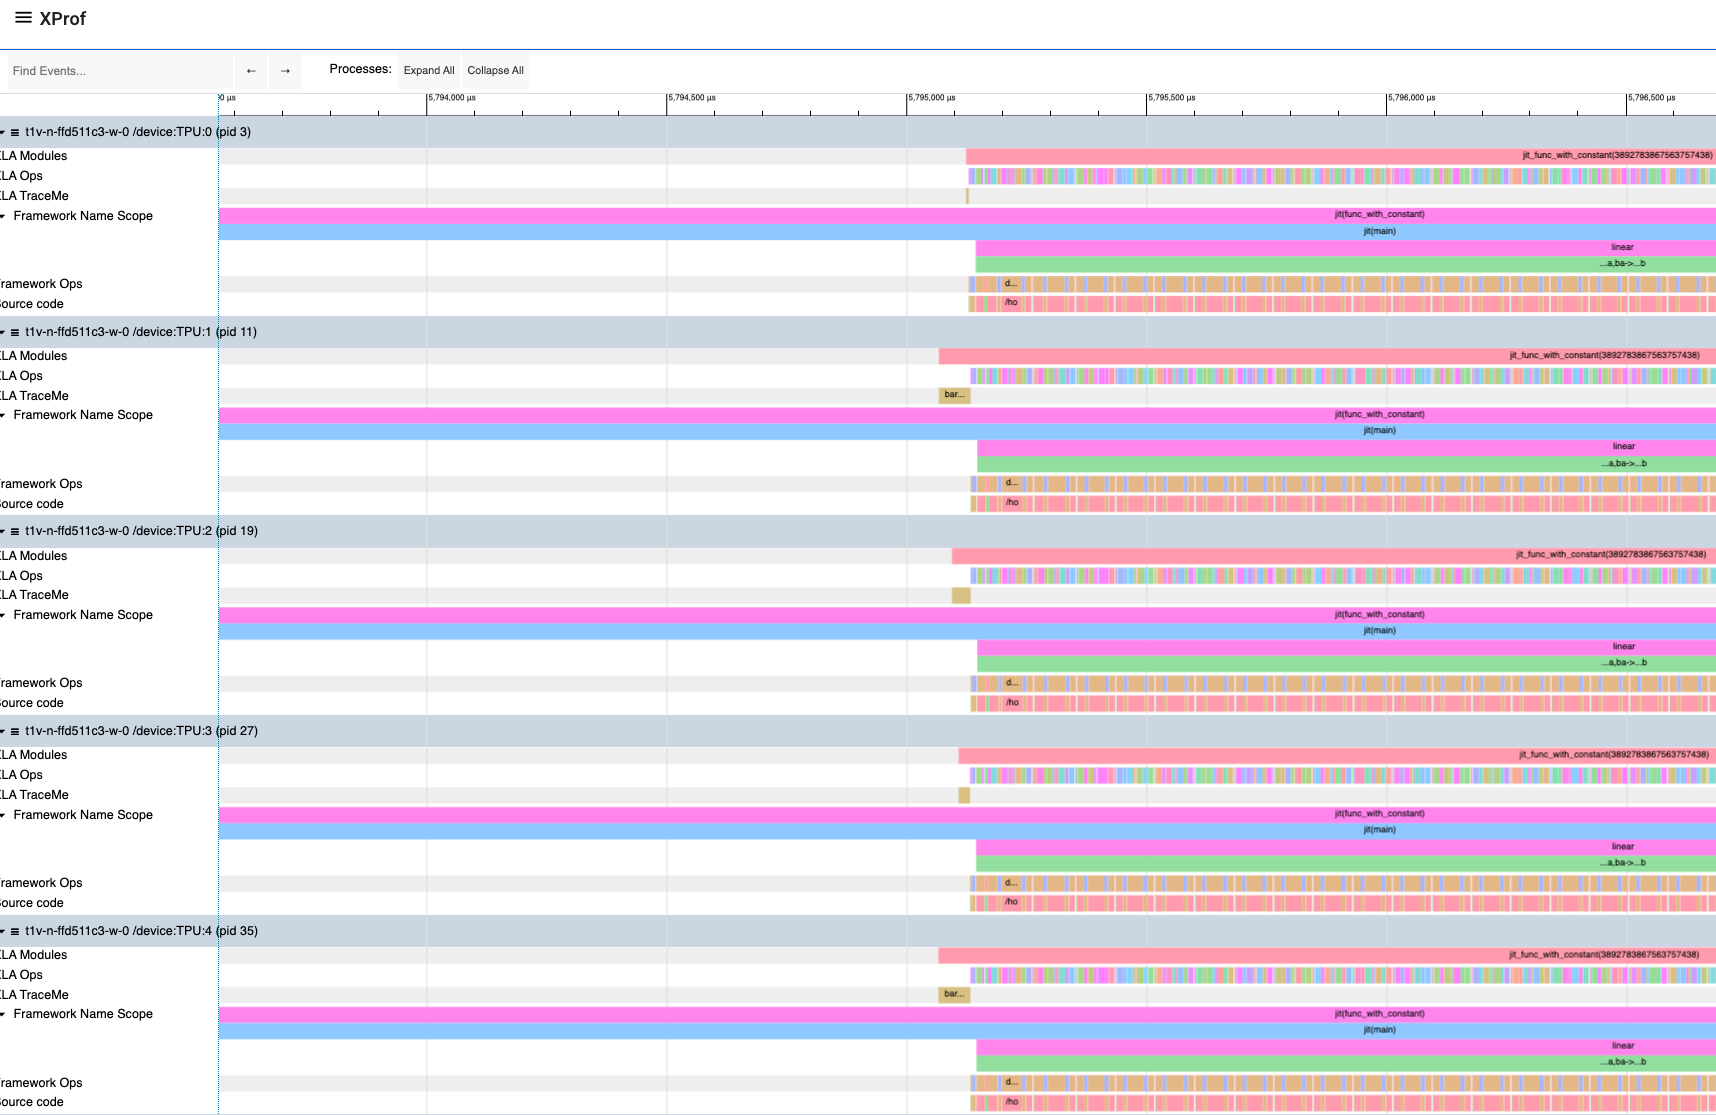 XProf
Find Events... ← → Processes: Expand All Collapse All
0 µs 5,794,000 µs 5,794,500 µs 5,795,000 µs 5,795,500 µs 5,796,000 µs 5,796,500 µs
t1v-n-ffd511c3-w-0 /device:TPU:0 (pid 3)
LA Modules jit_func_with_constant(3892783867563757438)
LA Ops
LA TraceMe
Framework Name Scope jit(func_with_constant)
jit(main)
linear
...a,ba->...b
ramework Ops d...
ource code /ho
t1v-n-ffd511c3-w-0 /device:TPU:1 (pid 11)
LA Modules jit_func_with_constant(3892783867563757438)
LA Ops
LA TraceMe bar...
Framework Name Scope jit(func_with_constant)
jit(main)
linear
...a,ba->...b
ramework Ops d...
ource code /ho
t1v-n-ffd511c3-w-0 /device:TPU:2 (pid 19)
LA Modules jit_func_with_constant(3892783867563757438)
LA Ops
LA TraceMe
Framework Name Scope jit(func_with_constant)
jit(main)
linear
...a,ba->...b
ramework Ops d...
ource code /ho
t1v-n-ffd511c3-w-0 /device:TPU:3 (pid 27)
LA Modules jit_func_with_constant(3892783867563757438)
LA Ops
LA TraceMe
Framework Name Scope jit(func_with_constant)
jit(main)
linear
...a,ba->...b
ramework Ops d...
ource code /ho
t1v-n-ffd511c3-w-0 /device:TPU:4 (pid 35)
LA Modules jit_func_with_constant(3892783867563757438)
LA Ops
LA TraceMe bar...
Framework Name Scope jit(func_with_constant)
jit(main)
linear
...a,ba->...b
ramework Ops d...
ource code /ho